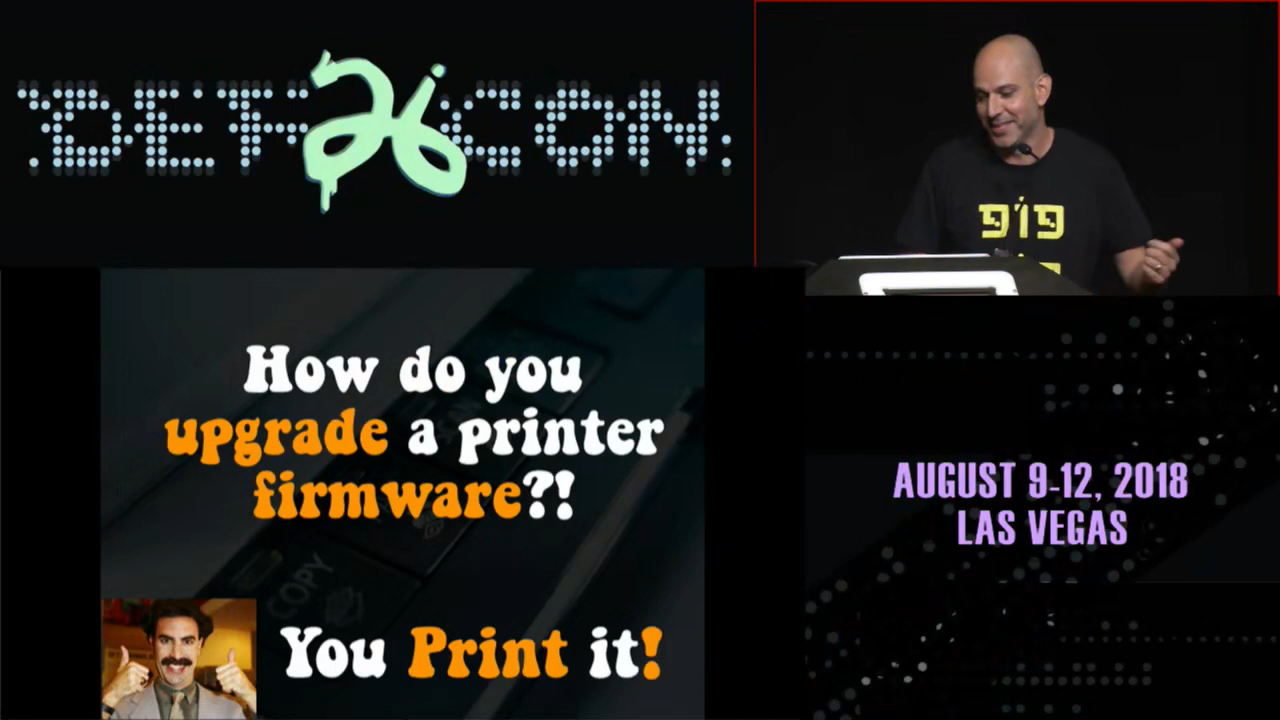 DEF CON
26
919
How do you
upgrade a printer
firmware?!
COPY
You Print it!
AUGUST 9-12, 2018
LAS VEGAS